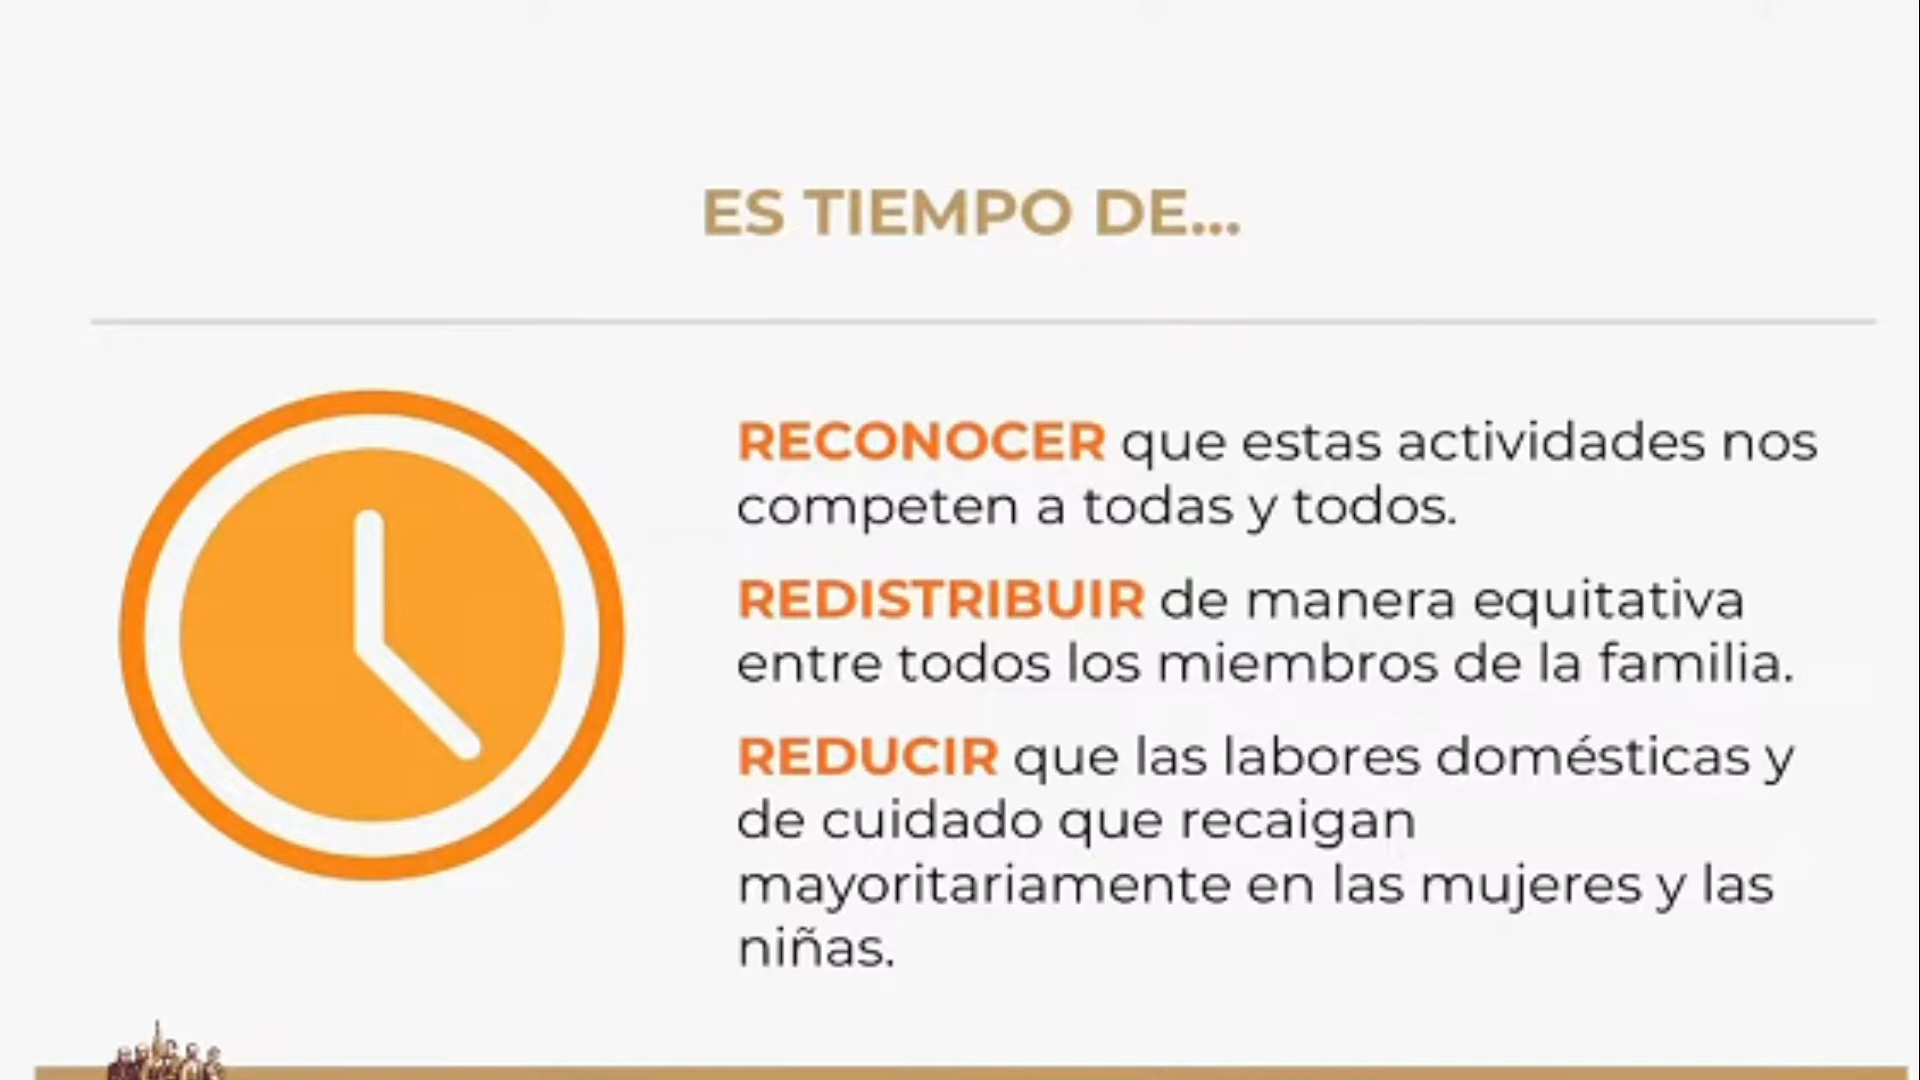 ES TIEMPO DE...
RECONOCER que estas actividades nos
competen a todas y todos.
REDISTRIBUIR de manera equitativa
entre todos los miembros de la familia.
REDUCIR que las labores domésticas y
de cuidado que recaigan
mayoritariamente en las mujeres y las
niñas.